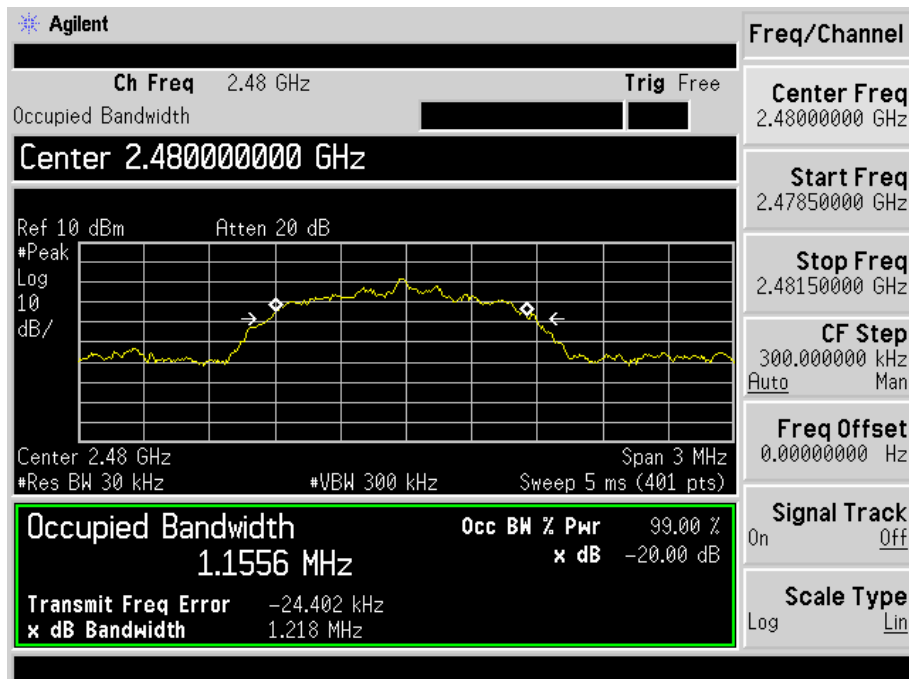 Agilent
Freq/Channel
Ch Freq 2.48 GHz Trig Free
Occupied Bandwidth
Center 2.480000000 GHz
Ref 10 dBm Atten 20 dB
#Peak
Log
10
dB/
Center 2.48 GHz Span 3 MHz
#Res BW 30 kHz #VBW 300 kHz Sweep 5 ms (401 pts)
Occupied Bandwidth Occ BW % Pwr 99.00 %
1.1556 MHz x dB -20.00 dB
Transmit Freq Error -24.402 kHz
x dB Bandwidth 1.218 MHz
Center Freq
2.48000000 GHz
Start Freq
2.47850000 GHz
Stop Freq
2.48150000 GHz
CF Step
300.000000 kHz
Auto Man
Freq Offset
0.00000000 Hz
Signal Track
On Off
Scale Type
Log Lin